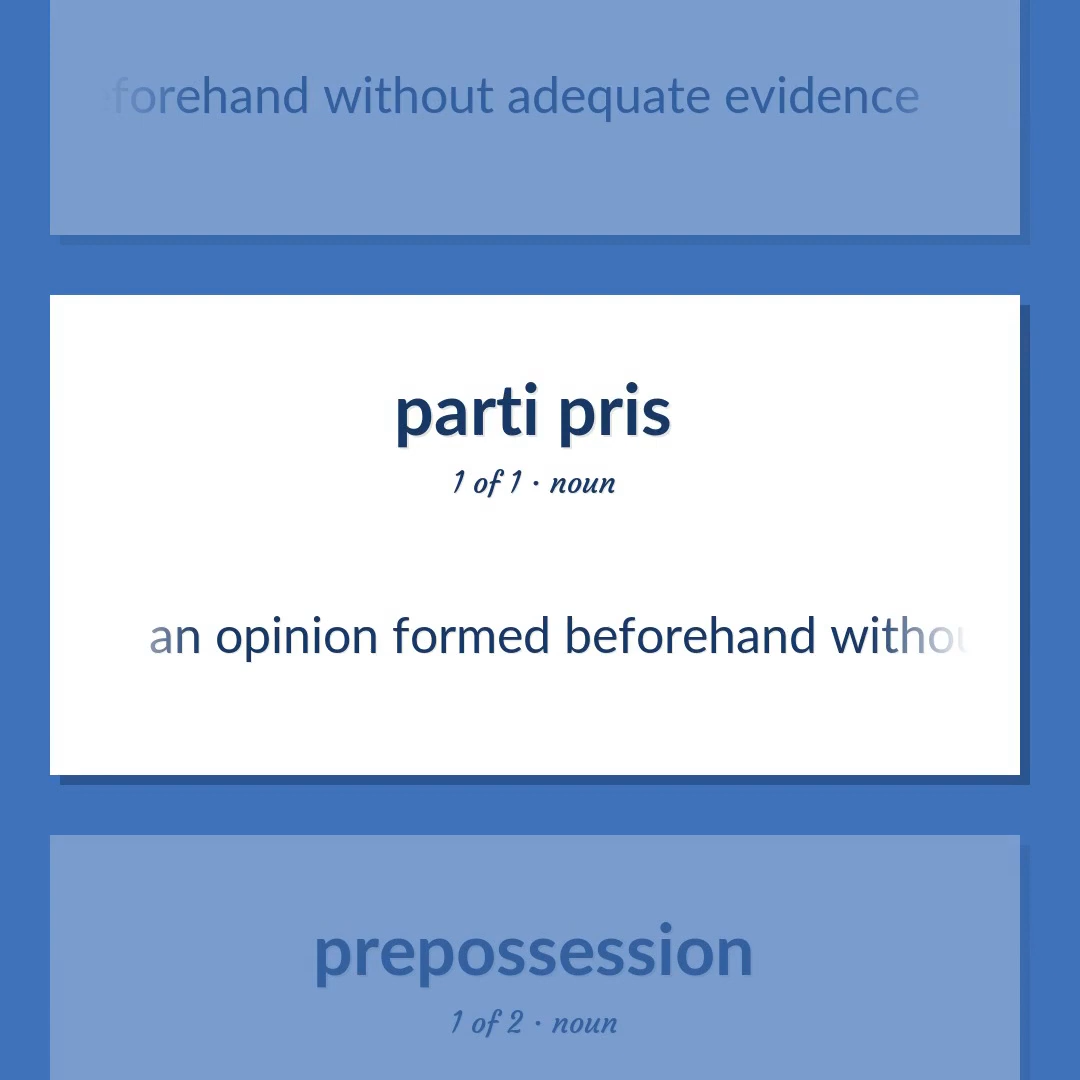 forehand without adequate evidence
parti pris
1 of 1 · noun
an opinion formed beforehand withou
prepossession
1 of 2 · noun